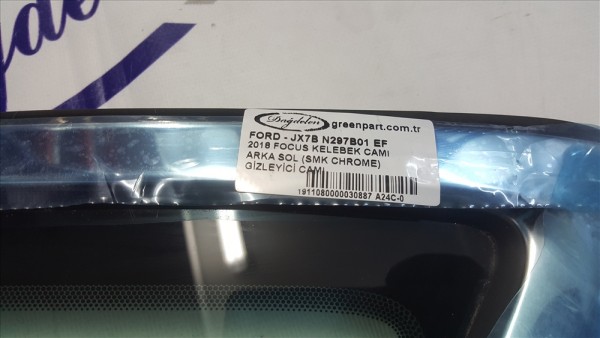 Dağdelen greenpart.com.tr
FORD - JX7B N297B01 EF
2018 FOCUS KELEBEK CAMI
ARKA SOL (SMK CHROME)
GİZLEYİCİ CAMI
1911080000030887 A24C-0